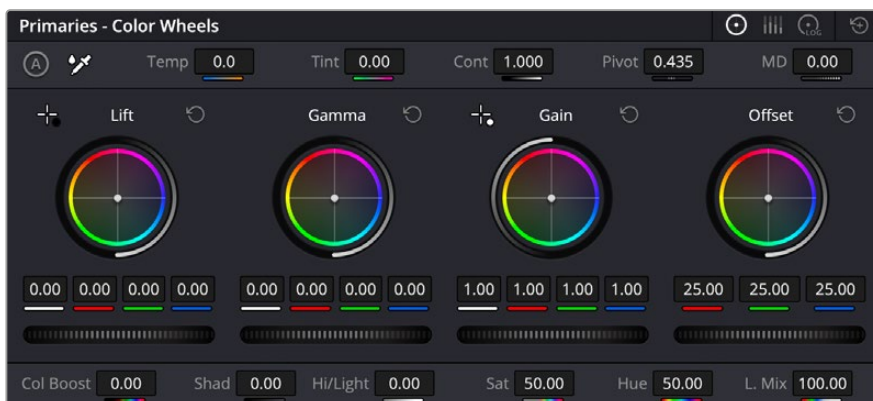 Primaries - Color Wheels
LOG
A Temp 0.0 Tint 0.00 Cont 1.000 Pivot 0.435 MD 0.00
Lift Gamma Gain Offset
0.00 0.00 0.00 0.00 0.00 0.00 0.00 0.00 1.00 1.00 1.00 1.00 25.00 25.00 25.00
Col Boost 0.00 Shad 0.00 Hi/Light 0.00 Sat 50.00 Hue 50.00 L. Mix 100.00